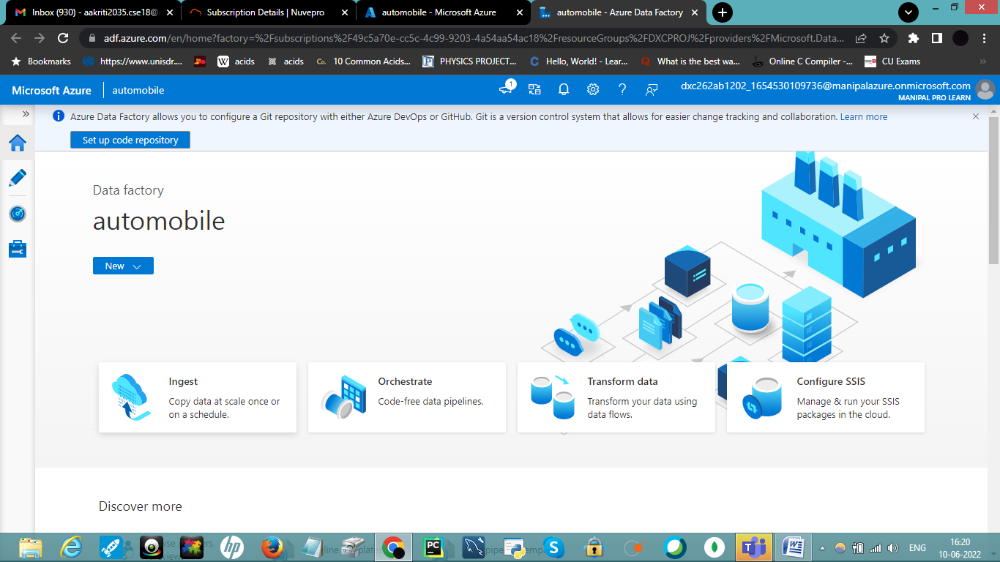 Inbox (930) - aakriti2035.cse18@
Subscription Details | Nuvepro
automobile - Microsoft Azure
automobile - Azure Data Factory
adf.azure.com/en/home?factory=%2Fsubscriptions%2F49c5a70e-cc5c-4c99-9203-4a54aa54ac18%2FresourceGroups%2FDXCPROJ%2Fproviders%2FMicrosoft.Data...
Bookmarks
https://www.unisdr....
acids
acids
Co.
10 Common Acids...
PHYSICS PROJECT...
Hello, World! - Lear...
What is the best wa...
Online C Compiler -...
CU Exams
»
Microsoft Azure
automobile
1
dxc262ab1202_1654530109736@manipalazure.onmicrosoft.com
MANIPAL PRO LEARN
Azure Data Factory allows you to configure a Git repository with either Azure DevOps or GitHub. Git is a version control system that allows for easier change tracking and collaboration. Learn more
Set up code repository
Data factory
automobile
New
Ingest
Copy data at scale once or
on a schedule.
Orchestrate
Code-free data pipelines.
Transform data
Transform your data using
data flows.
Configure SSIS
Manage & run your SSIS
packages in the cloud.
Discover more
ENG
16:20
10-06-2022